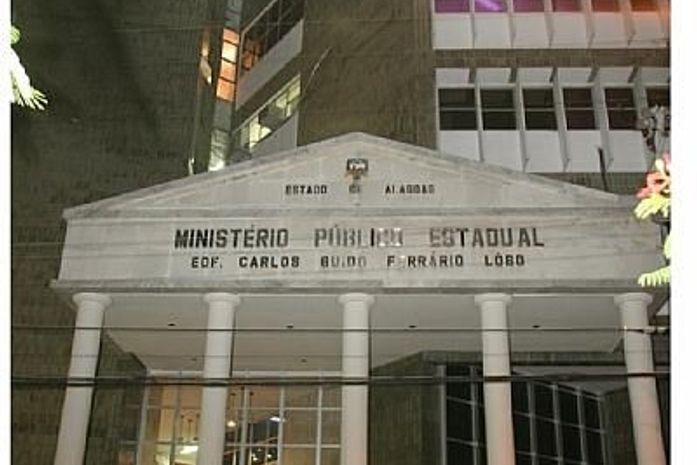 ESTADO DE ALAGOAS
MINISTÉRIO PÚBLICO ESTADUAL
EDF. CARLOS GUIDO FERRÁRIO LÔBO